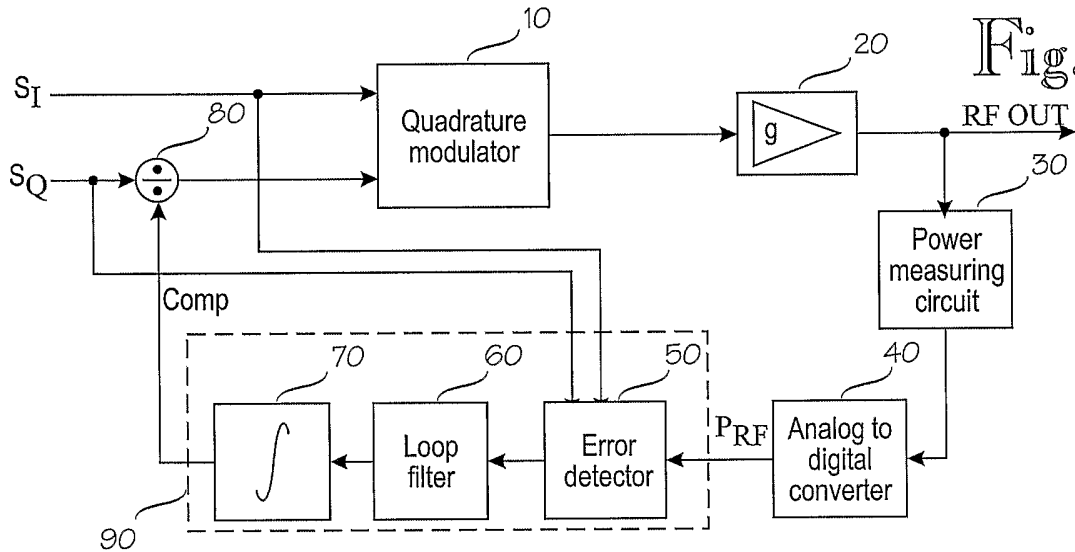 10
20
Fig.
S_I
80
Quadrature
modulator
g
RF OUT
S_Q
30
Power
measuring
circuit
Comp
70
60
50
40
∫
Loop
filter
Error
detector
P_RF
Analog to
digital
converter
90